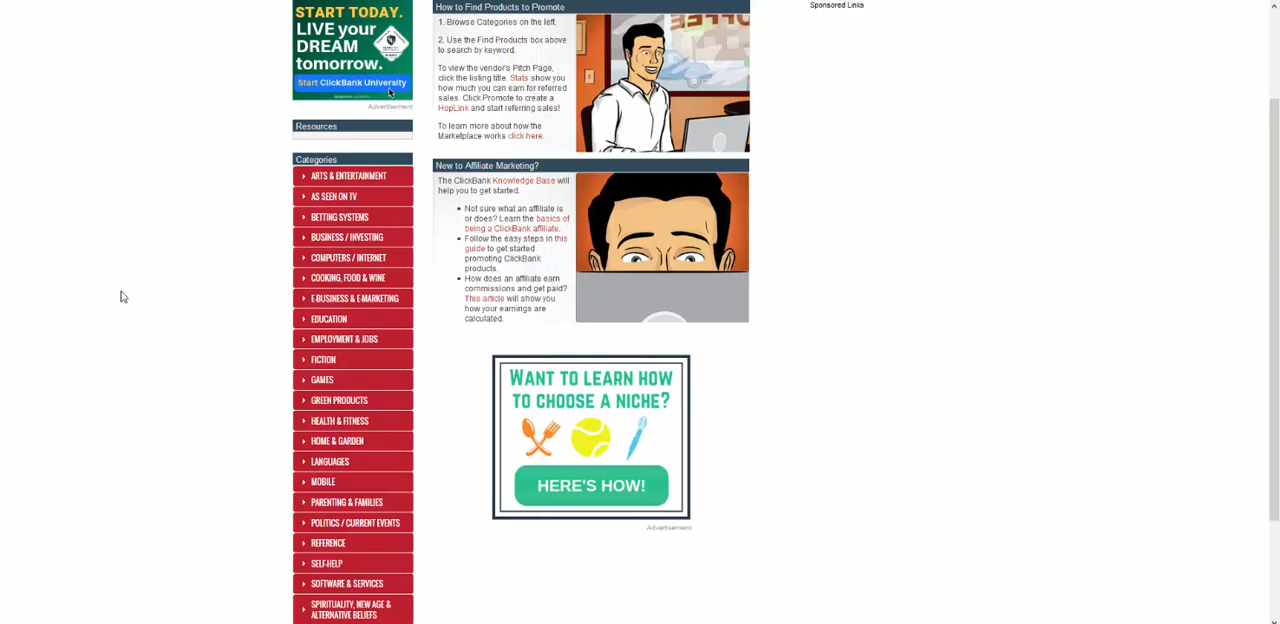 START TODAY.
LIVE your
DREAM
tomorrow.
Start ClickBank University
Advertisement
Resources
Categories
ARTS & ENTERTAINMENT
AS SEEN ON TV
BETTING SYSTEMS
BUSINESS / INVESTING
COMPUTERS / INTERNET
COOKING, FOOD & WINE
E-BUSINESS & E-MARKETING
EDUCATION
EMPLOYMENT & JOBS
FICTION
GAMES
GREEN PRODUCTS
HEALTH & FITNESS
HOME & GARDEN
LANGUAGES
MOBILE
PARENTING & FAMILIES
POLITICS / CURRENT EVENTS
REFERENCE
SELF-HELP
SOFTWARE & SERVICES
SPIRITUALITY, NEW AGE &
ALTERNATIVE BELIEFS
How to Find Products to Promote
1. Browse Categories on the left.
2. Use the Find Products box above
to search by keyword.
To view the vendor's Pitch Page,
click the listing title. Stats show you
how much you can earn for referred
sales. Click Promote to create a
HopLink and start referring sales!
To learn more about how the
Marketplace works click here.
New to Affiliate Marketing?
The ClickBank Knowledge Base will
help you to get started.
• Not sure what an affiliate is
or does? Learn the basics of
being a ClickBank affiliate.
• Follow the easy steps in this
guide to get started
promoting ClickBank
products.
• How does an affiliate earn
commissions and get paid?
This article will show you
how your earnings are
calculated.
WANT TO LEARN HOW
TO CHOOSE A NICHE?
HERE'S HOW!
Advertisement
Sponsored Links